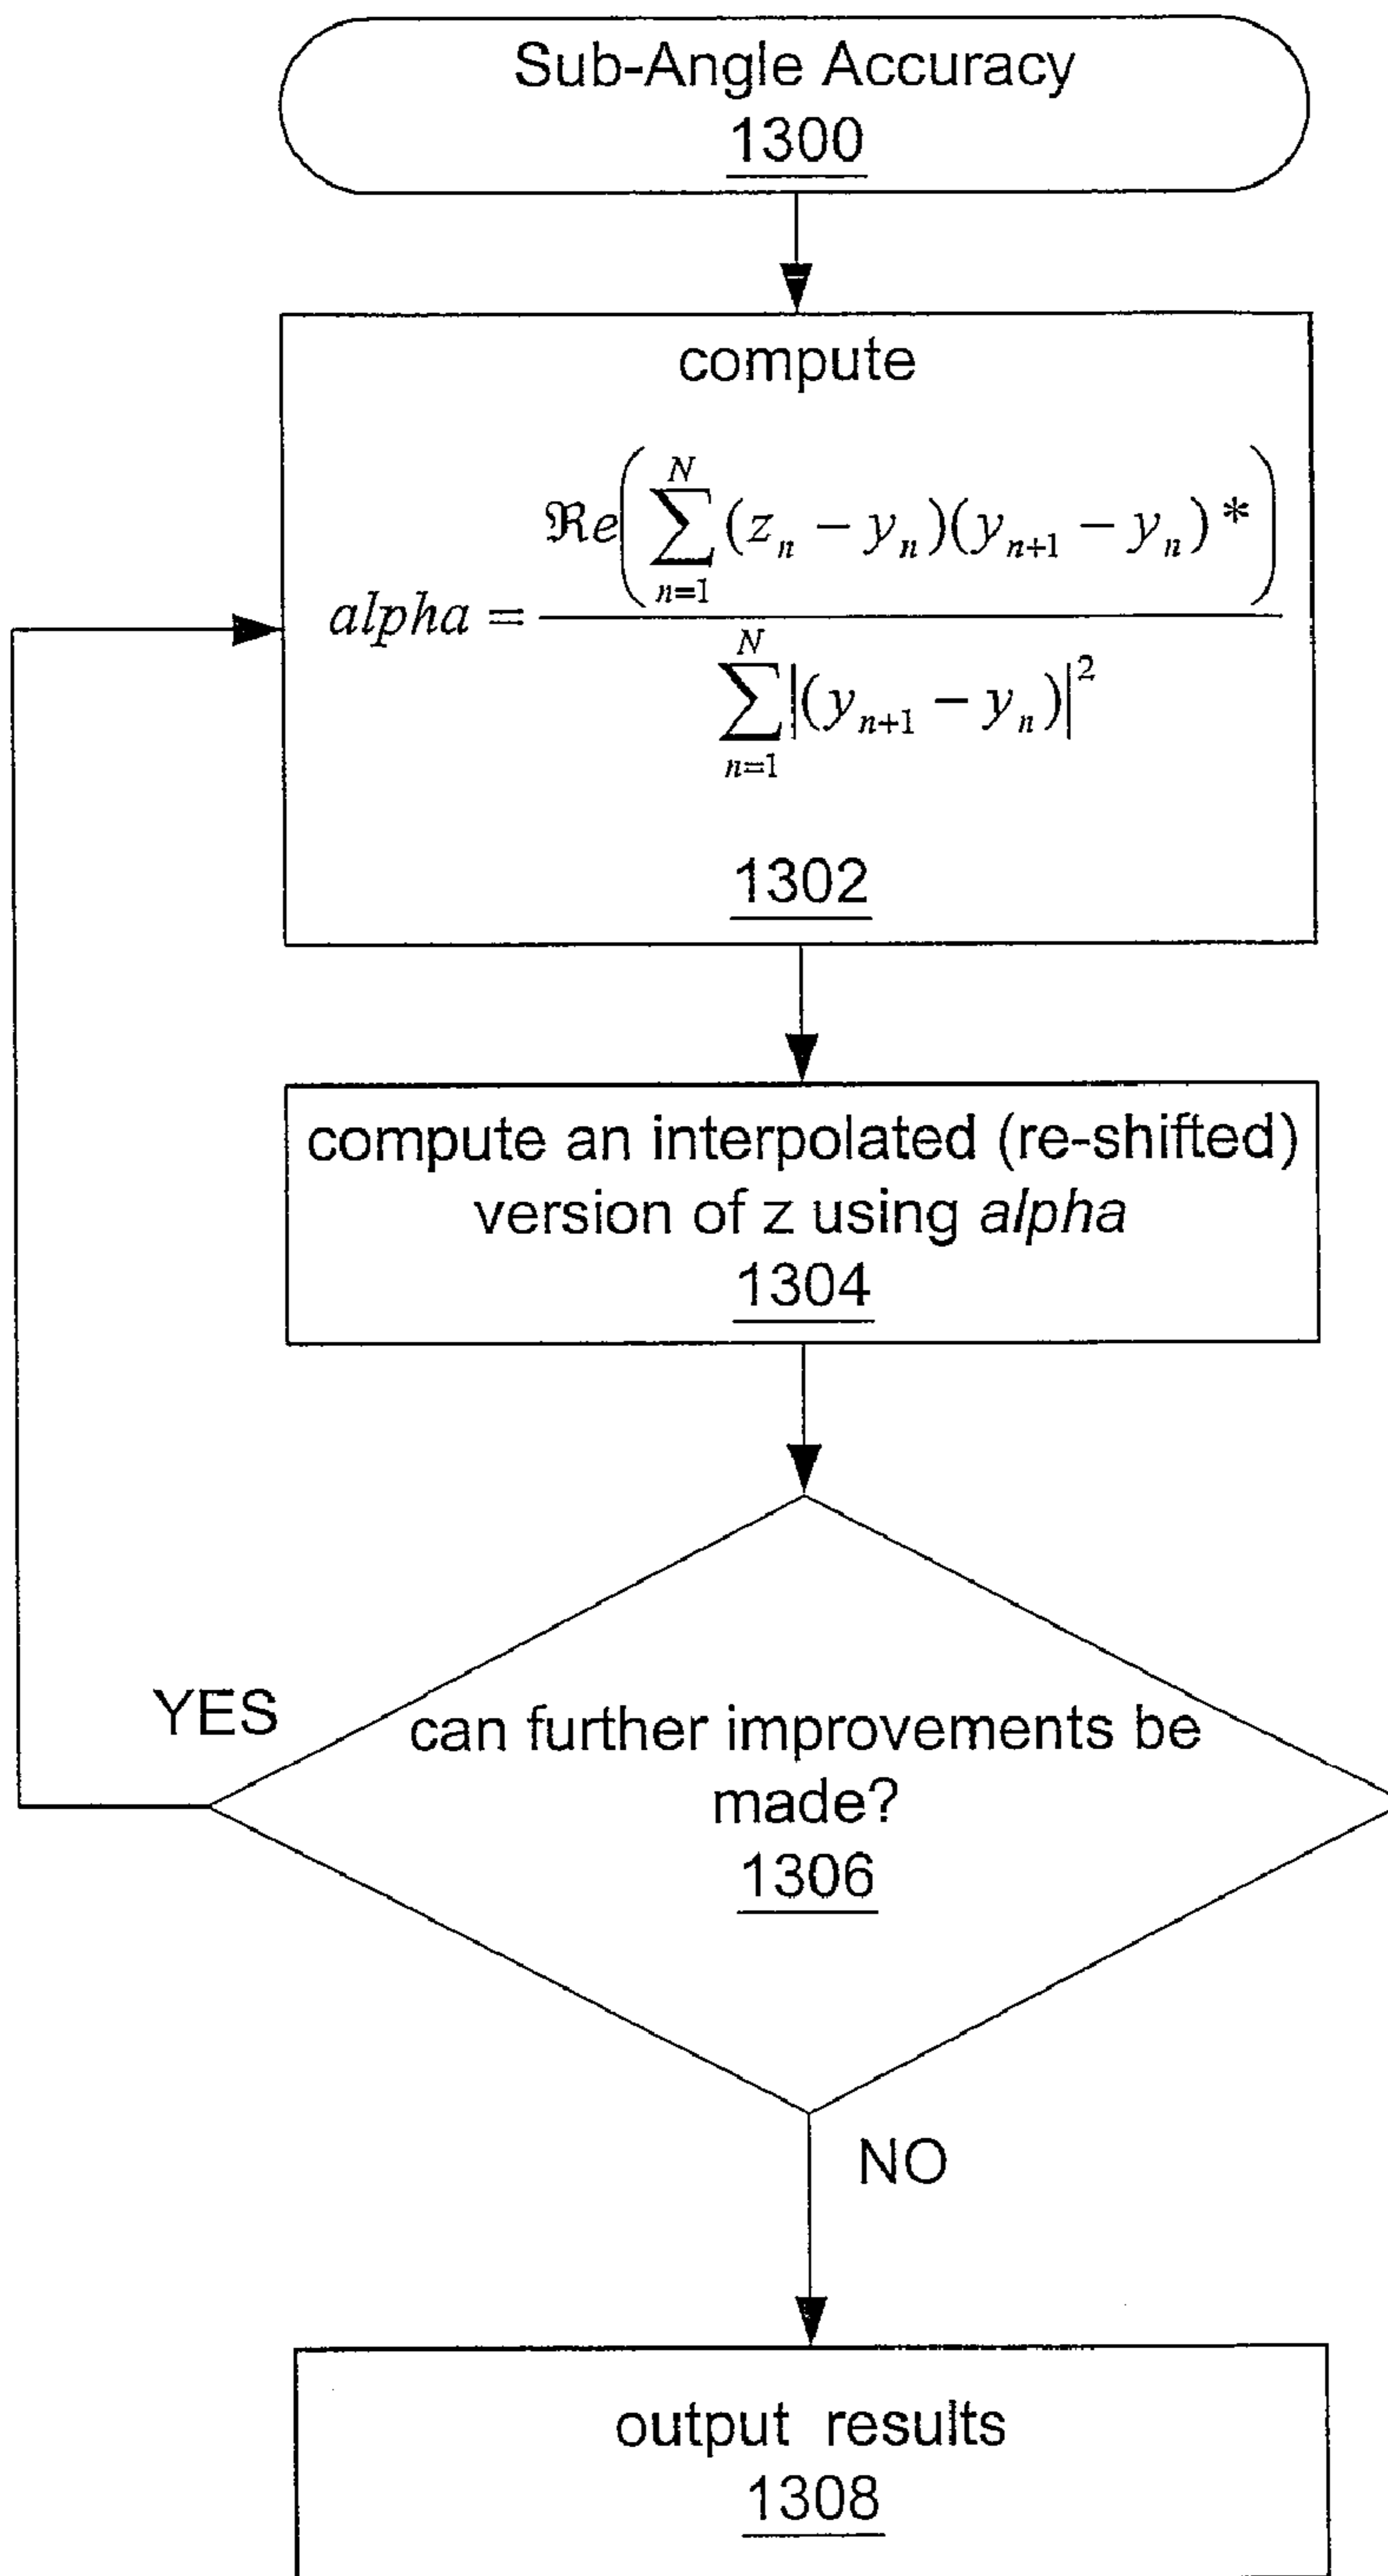 Sub-Angle Accuracy
1300
compute
alpha = ℜe( ∑_{n=1}^{N} (z_n − y_n)(y_{n+1} − y_n)* ) / ∑_{n=1}^{N} |(y_{n+1} − y_n)|^2
1302
compute an interpolated (re-shifted)
version of z using alpha
1304
YES
can further improvements be
made?
1306
NO
output results
1308